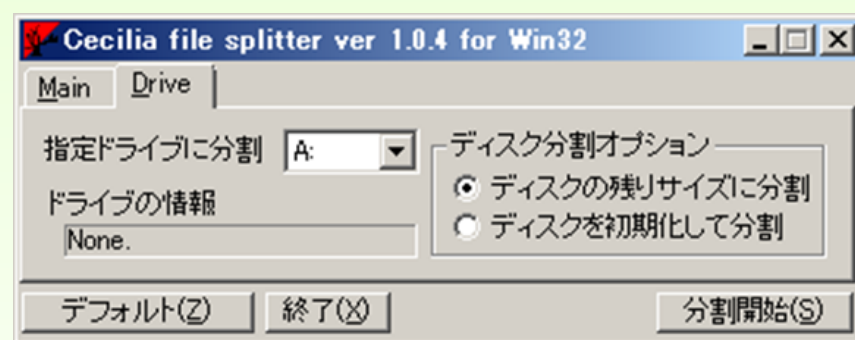 Cecilia file splitter ver 1.0.4 for Win32
Main Drive
指定ドライブに分割 A:
ドライブの情報
None.
ディスク分割オプション
ディスクの残りサイズに分割
ディスクを初期化して分割
デフォルト(Z) 終了(X) 分割開始(S)